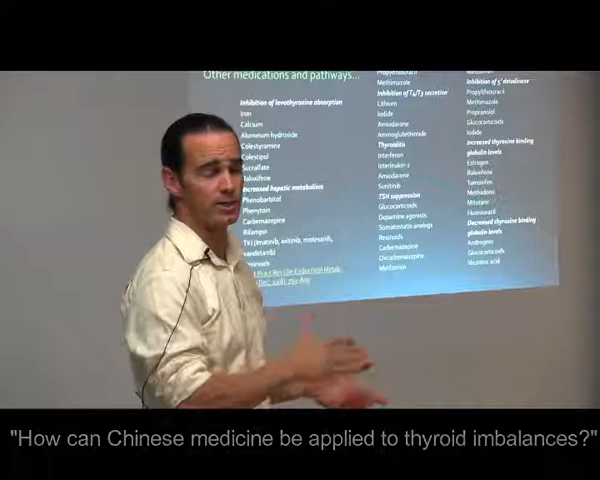 Other medications and pathways...
Inhibition of levothyroxine absorption
Iron
Calcium
Aluminum hydroxide
Colestyramine
Colestipol
Sucralfate
Raloxifene
Increased hepatic metabolism
Phenobarbitol
Phenytoin
Carbamazepine
Rifampin
TKI (Imatinib,
Propylthiouracil
Methimazole
Inhibition of T4/T3 secretion
Lithium
Iodide
Amiodarone
Aminoglutethimide
Thyroiditis
Interferon
Interleukin-2
Amiodarone
Sunitinib
TSH suppression
Glucocorticoids
Dopamine agonists
Somatostatin analogs
Rexinoids
Carbamazepine
Oxcarbazepine
Metformin
Inhibition of 5' deiodinase
Propylthiouracil
Methimazole
Propranolol
Glucocorticoids
Iodide
Increased thyroxine binding
globulin levels
Estrogen
Raloxifene
Tamoxifen
Methadone
Mitotane
Fluorouracil
Decreased thyroxine binding
globulin levels
Androgens
Glucocorticoids
Nicotinic acid
"How can Chinese medicine be applied to thyroid imbalances?"